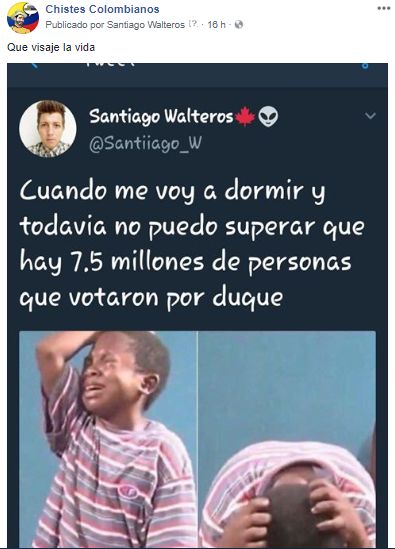 Chistes Colombianos
Publicado por Santiago Walteros [?] · 16 h ·
Que visaje la vida
Santiago Walteros
@Santiiago_W
Cuando me voy a dormir y
todavia no puedo superar que
hay 7.5 millones de personas
que votaron por duque